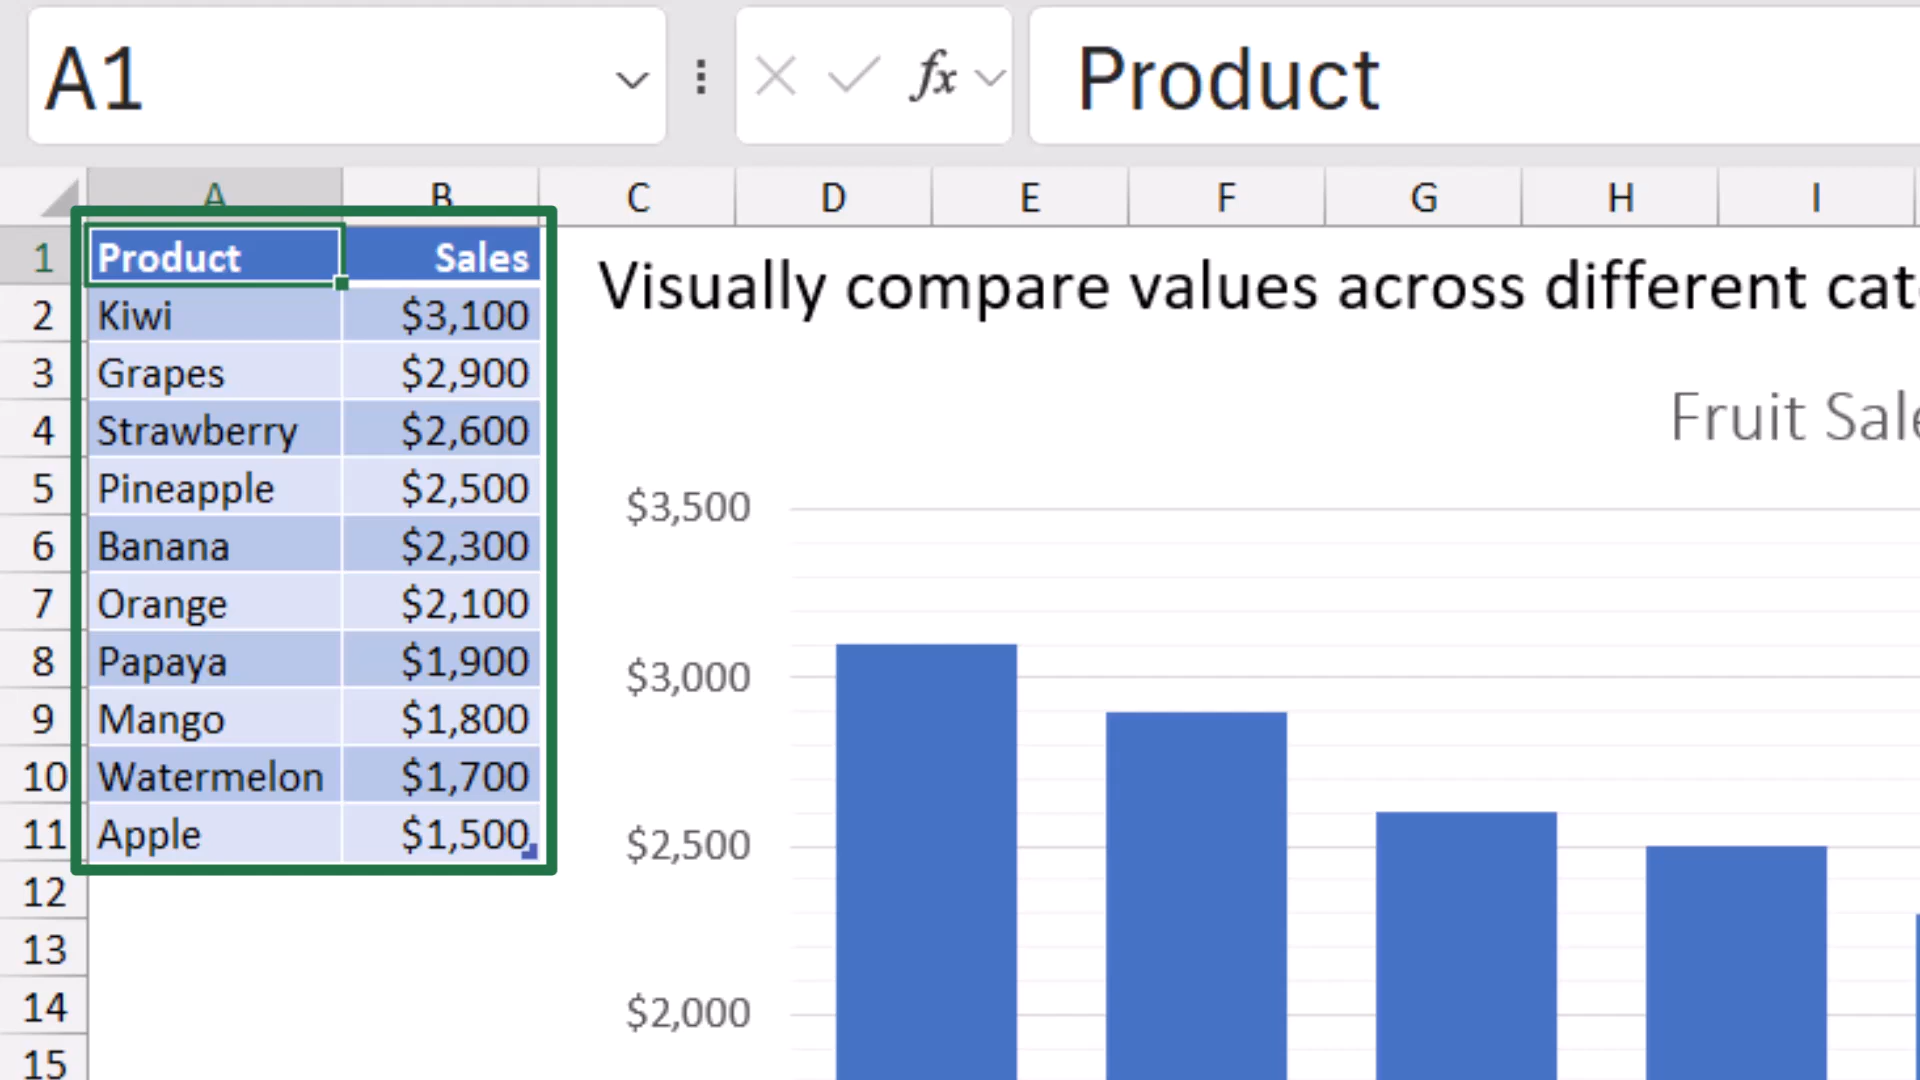 A1 fx Product
A B C D E F G H I
1 Product Sales
2 Kiwi $3,100
3 Grapes $2,900
4 Strawberry $2,600
5 Pineapple $2,500
6 Banana $2,300
7 Orange $2,100
8 Papaya $1,900
9 Mango $1,800
10 Watermelon $1,700
11 Apple $1,500
12
13
14
15
Visually compare values across different cat
Fruit Sale
$3,500
$3,000
$2,500
$2,000